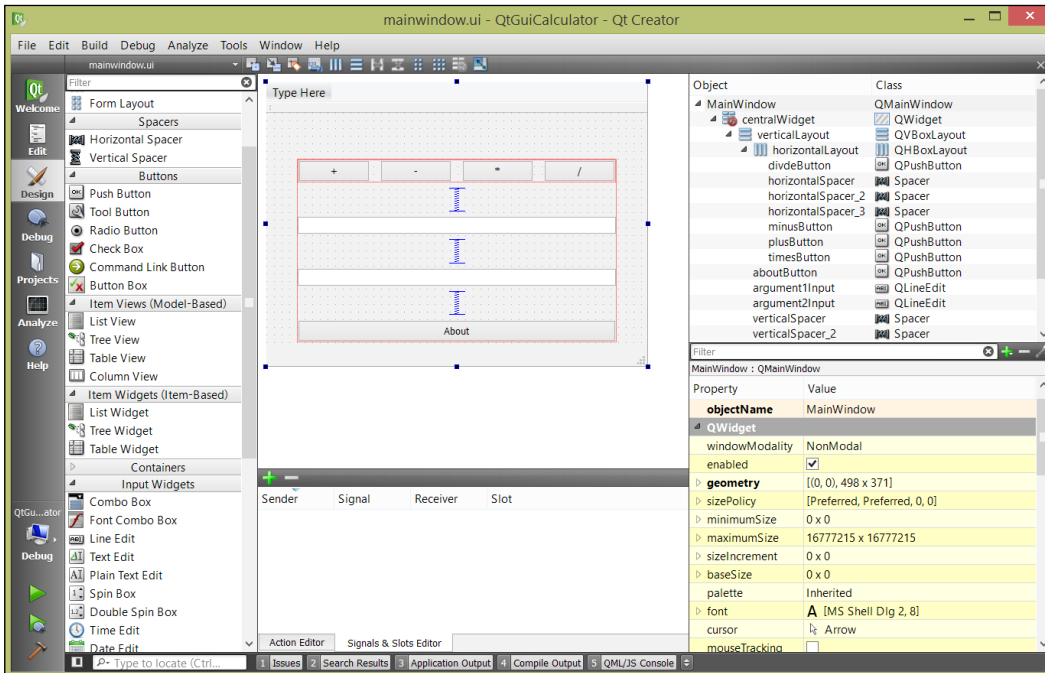 mainwindow.ui - QtGuiCalculator - Qt Creator
File Edit Build Debug Analyze Tools Window Help
mainwindow.ui
Welcome
Edit
Design
Debug
Projects
Analyze
Help
QtGu...ator
Debug
Filter
Form Layout
Spacers
Horizontal Spacer
Vertical Spacer
Buttons
Push Button
Tool Button
Radio Button
Check Box
Command Link Button
Button Box
Item Views (Model-Based)
List View
Tree View
Table View
Column View
Item Widgets (Item-Based)
List Widget
Tree Widget
Table Widget
Containers
Input Widgets
Combo Box
Font Combo Box
Line Edit
Text Edit
Plain Text Edit
Spin Box
Double Spin Box
Time Edit
Date Edit
Type Here
+ - * /
About
Sender Signal Receiver Slot
Action Editor Signals & Slots Editor
Object Class
MainWindow QMainWindow
centralWidget QWidget
verticalLayout QVBoxLayout
horizontalLayout QHBoxLayout
divdeButton QPushButton
horizontalSpacer Spacer
horizontalSpacer_2 Spacer
horizontalSpacer_3 Spacer
minusButton QPushButton
plusButton QPushButton
timesButton QPushButton
aboutButton QPushButton
argument1Input QLineEdit
argument2Input QLineEdit
verticalSpacer Spacer
verticalSpacer_2 Spacer
Filter
MainWindow : QMainWindow
Property Value
objectName MainWindow
QWidget
windowModality NonModal
enabled
geometry [(0, 0), 498 x 371]
sizePolicy [Preferred, Preferred, 0, 0]
minimumSize 0 x 0
maximumSize 16777215 x 16777215
sizeIncrement 0 x 0
baseSize 0 x 0
palette Inherited
font A [MS Shell Dlg 2, 8]
cursor Arrow
mouseTracking
Type to locate (Ctrl... 1 Issues 2 Search Results 3 Application Output 4 Compile Output 5 QML/JS Console